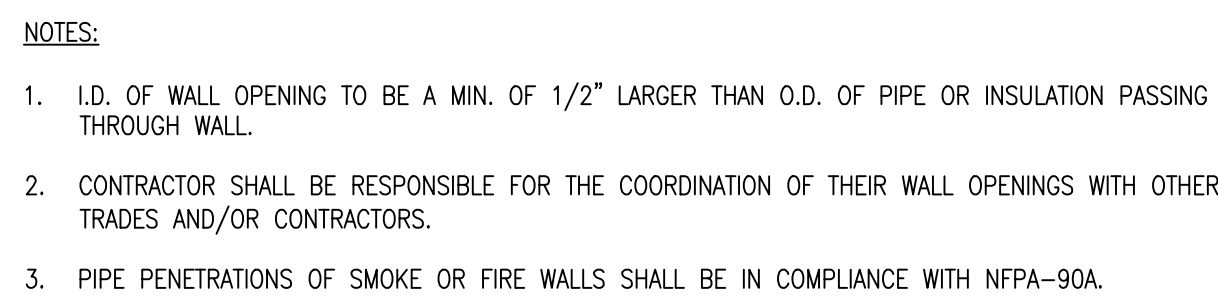 NOTES:
1. I.D. OF WALL OPENING TO BE A MIN. OF 1/2" LARGER THAN O.D. OF PIPE OR INSULATION PASSING
THROUGH WALL.
2. CONTRACTOR SHALL BE RESPONSIBLE FOR THE COORDINATION OF THEIR WALL OPENINGS WITH OTHER
TRADES AND/OR CONTRACTORS.
3. PIPE PENETRATIONS OF SMOKE OR FIRE WALLS SHALL BE IN COMPLIANCE WITH NFPA-90A.